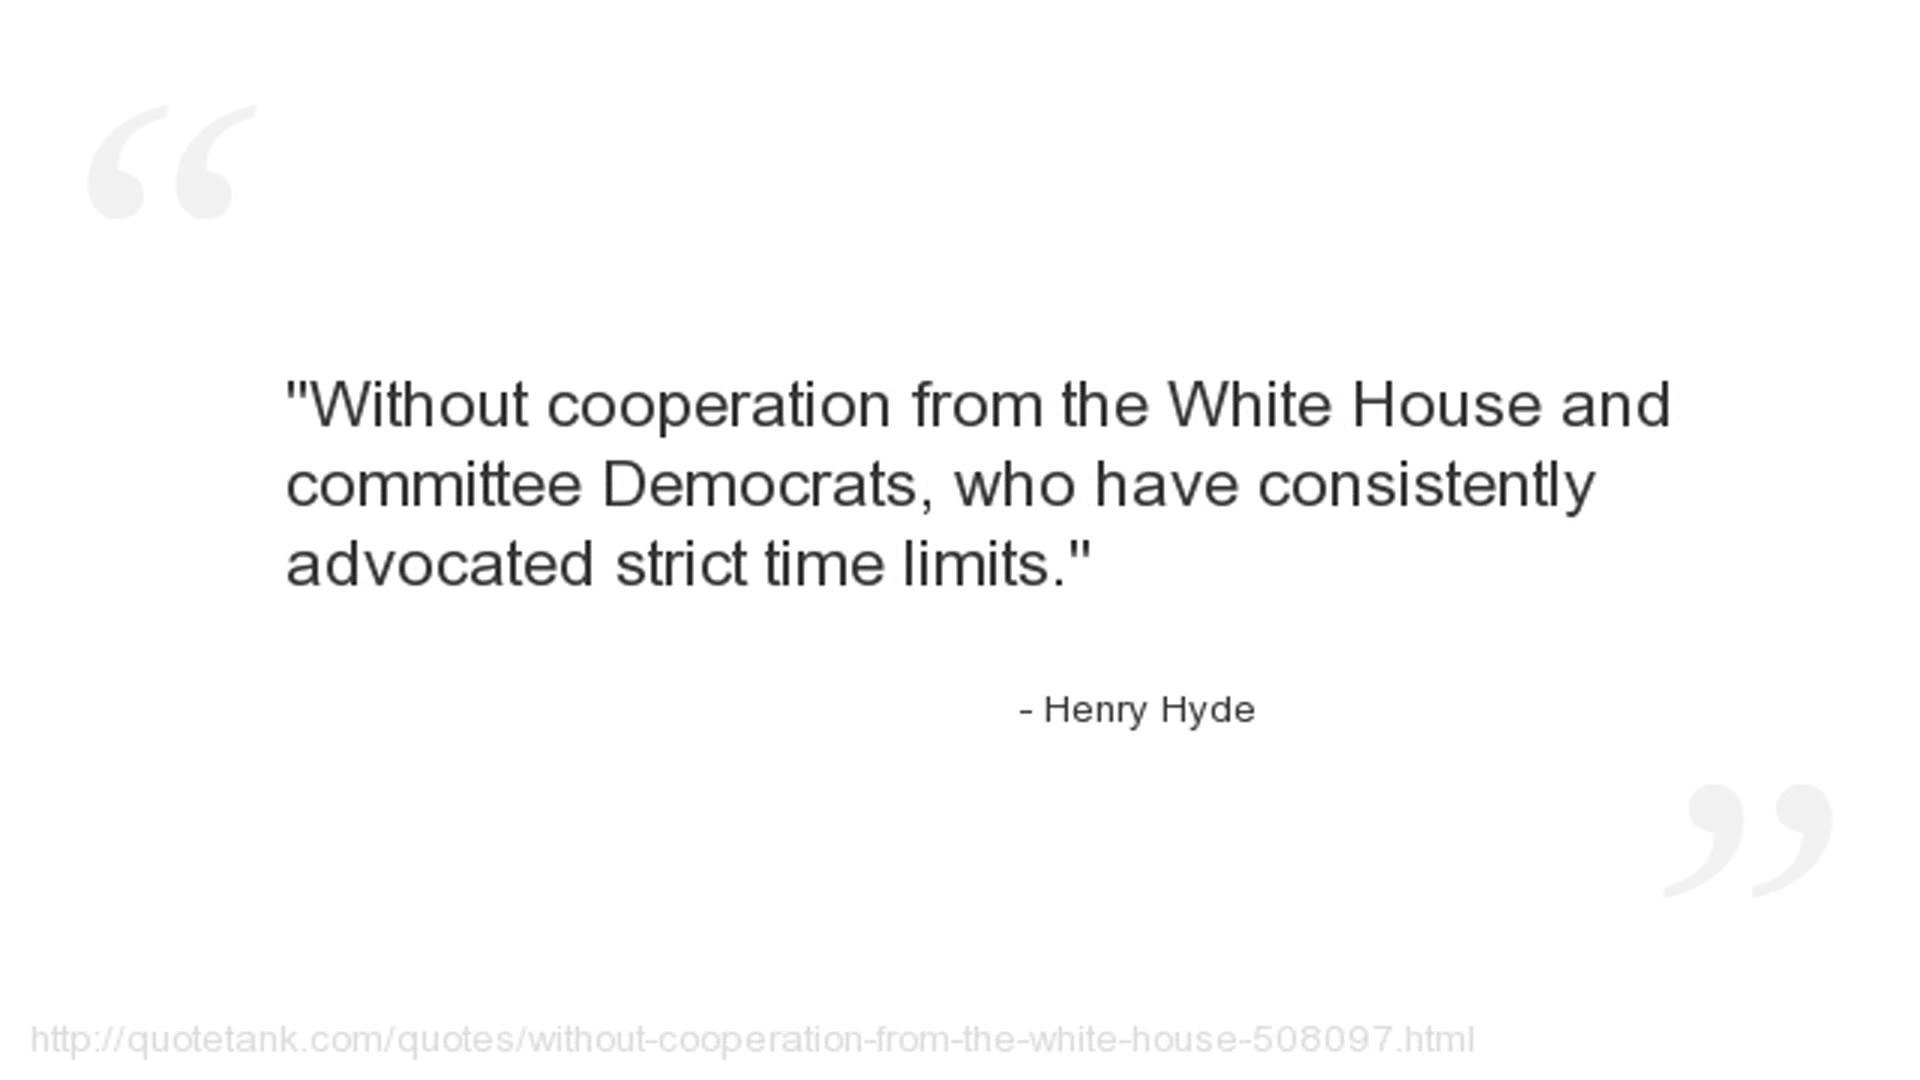 "Without cooperation from the White House and
committee Democrats, who have consistently
advocated strict time limits."
- Henry Hyde
http://quotetank.com/quotes/without-cooperation-from-the-white-house-508097.html